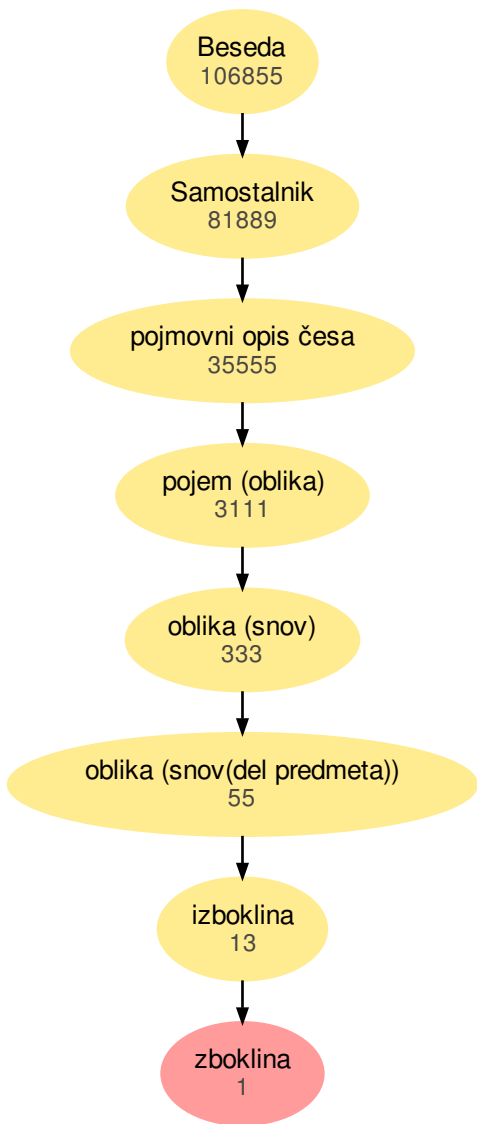 Beseda
106855
Samostalnik
81889
pojmovni opis česa
35555
pojem (oblika)
3111
oblika (snov)
333
oblika (snov(del predmeta))
55
izboklina
13
zboklina
1